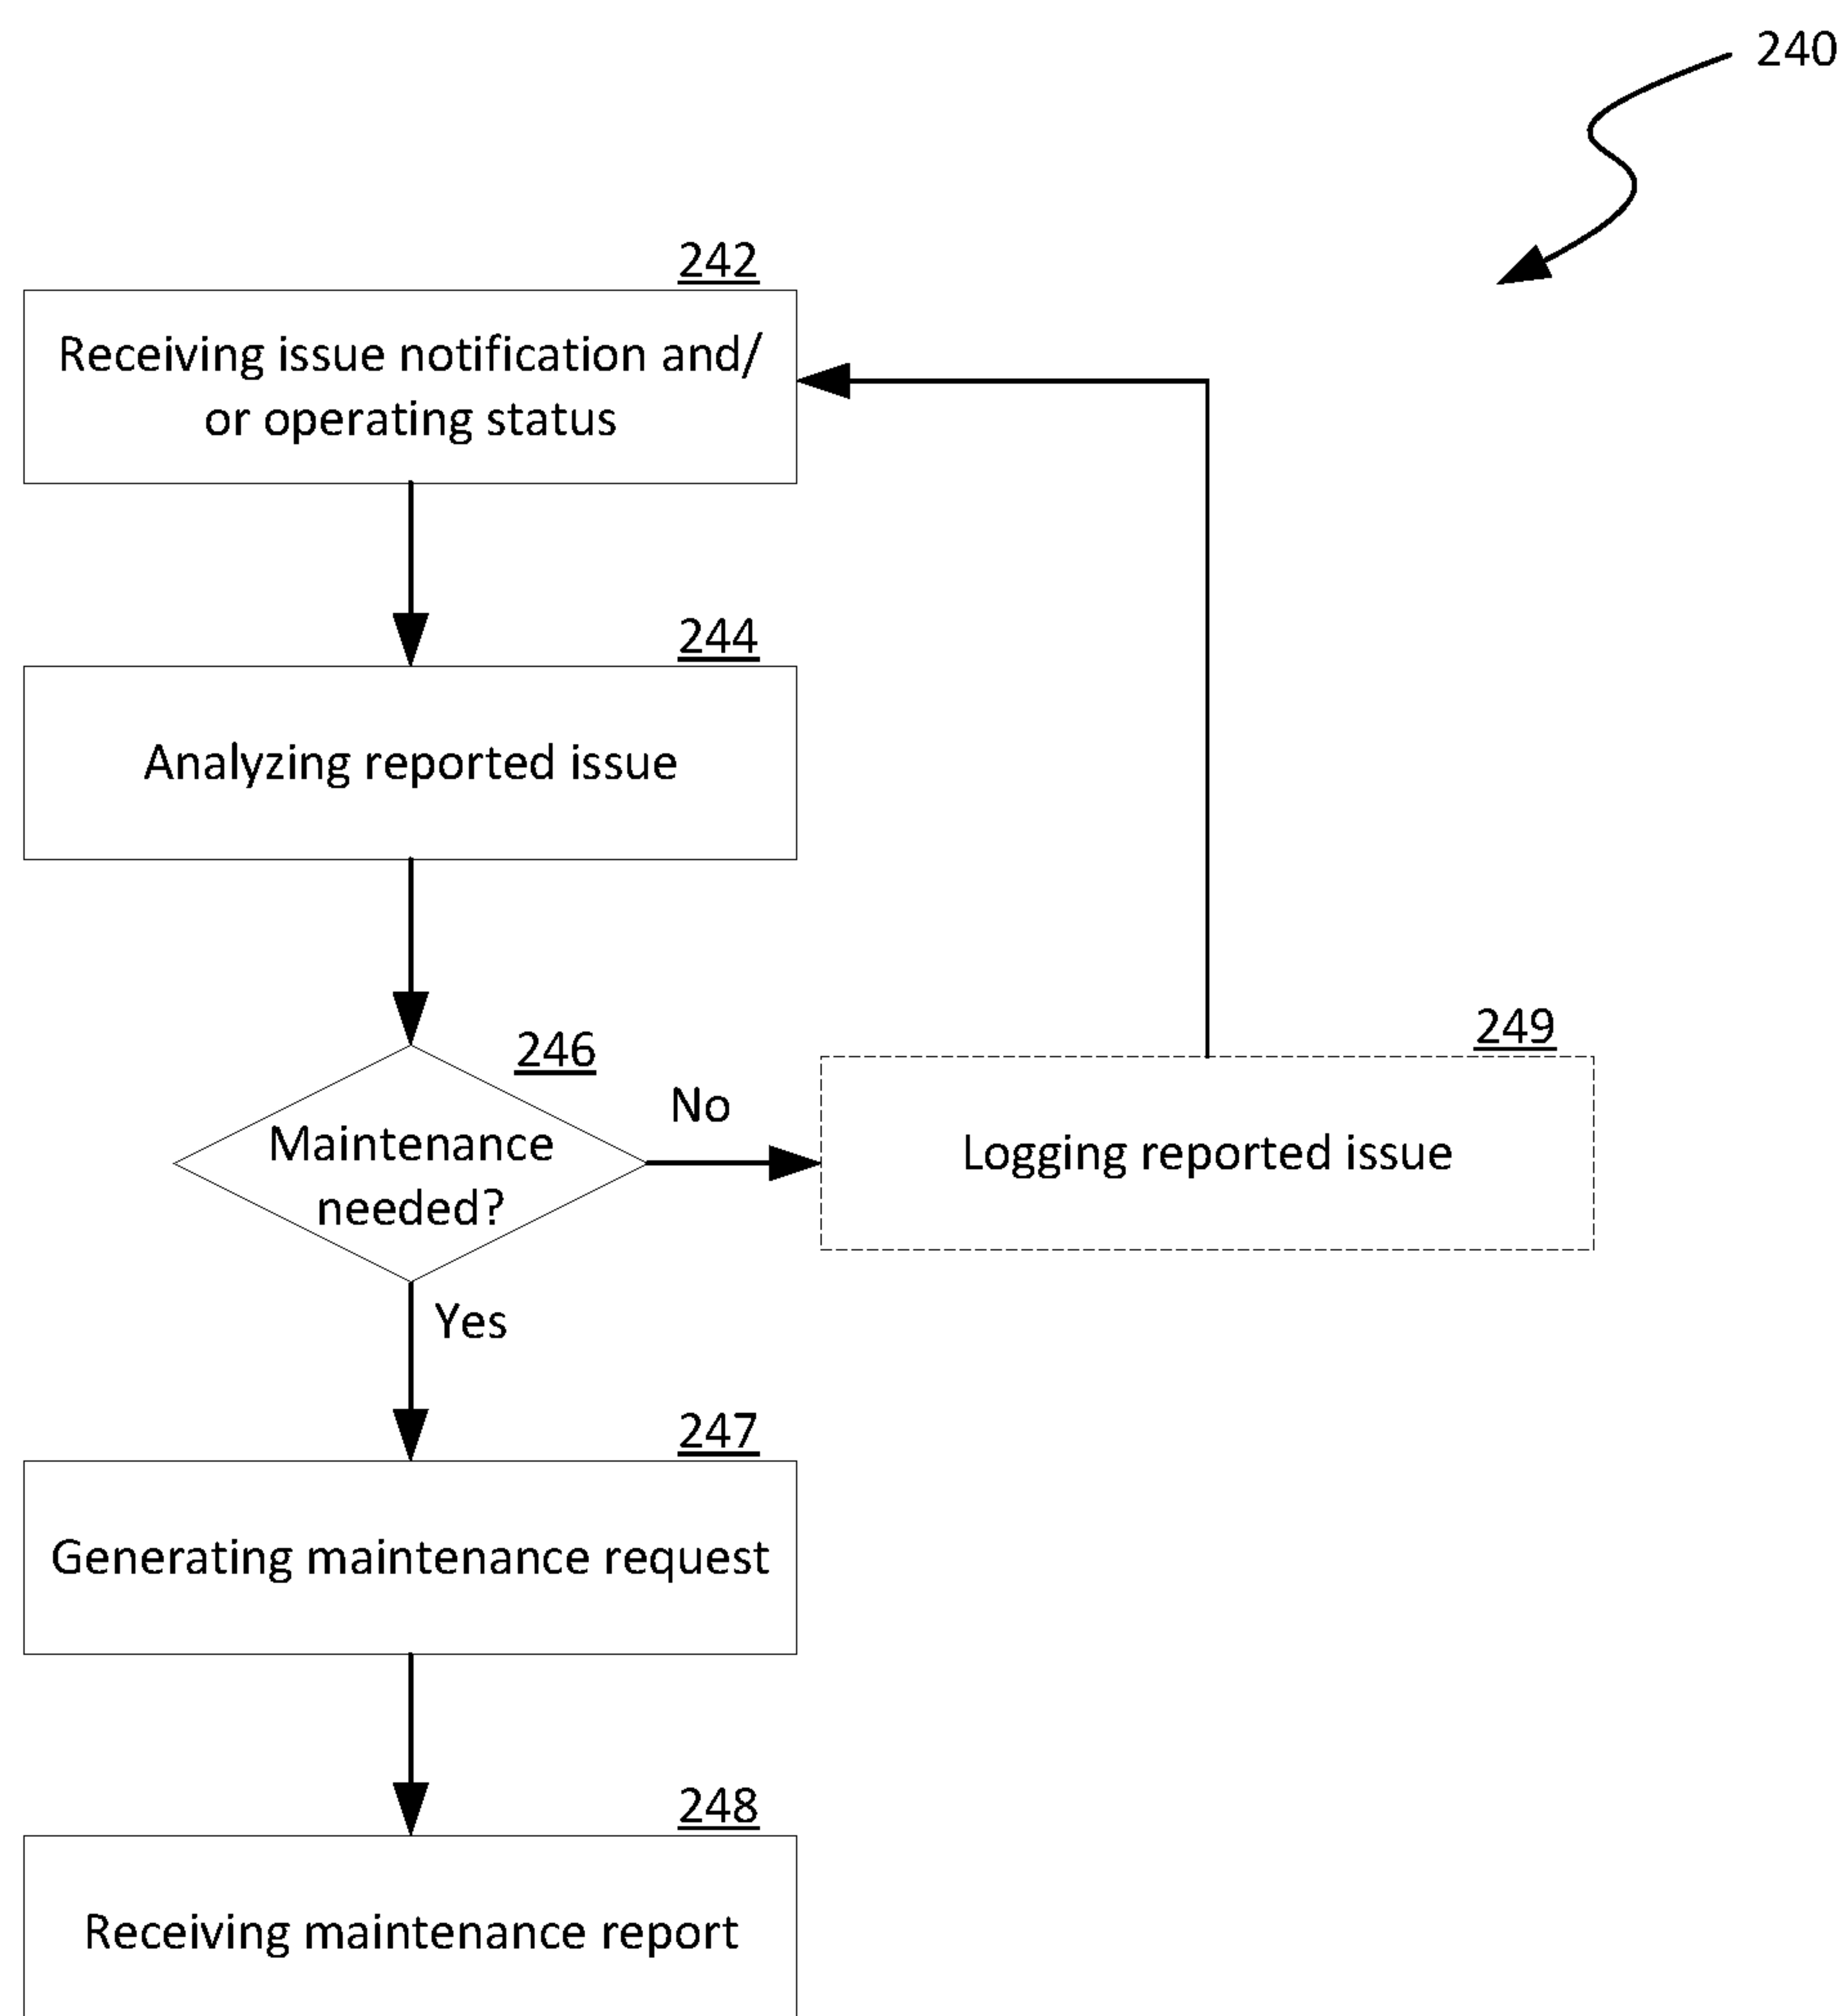 240
242
Receiving issue notification and/
or operating status
244
Analyzing reported issue
246
Maintenance
needed?
No
249
Logging reported issue
Yes
247
Generating maintenance request
248
Receiving maintenance report